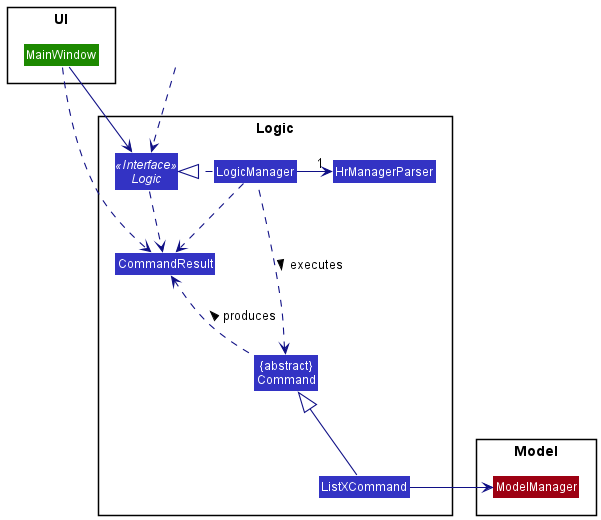 UI
MainWindow
Logic
«Interface»
Logic
LogicManager
1
HrManagerParser
CommandResult
executes
produces
{abstract}
Command
Model
ListXCommand
ModelManager